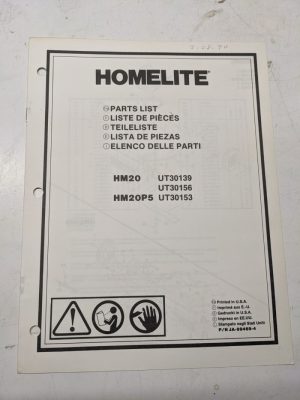 HOMELITE®
PARTS LIST
LISTE DE PIÈCES
TEILELISTE
LISTA DE PIEZAS
ELENCO DELLE PARTI
HM20 UT30139
UT30156
HM20P5 UT30153
Printed in U.S.A.
Imprimé aux E.-U.
Gedruckt in U.S.A.
Impreso en EE.UU.
Stampato negli Stati Uniti